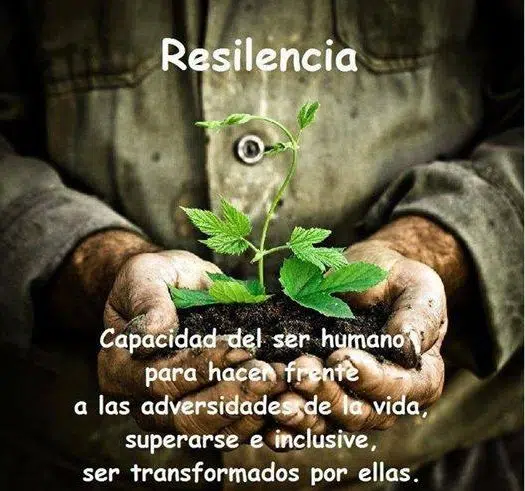 Resilencia
Capacidad del ser humano
para hacer frente
a las adversidades de la vida,
superarse e inclusive,
ser transformados por ellas.